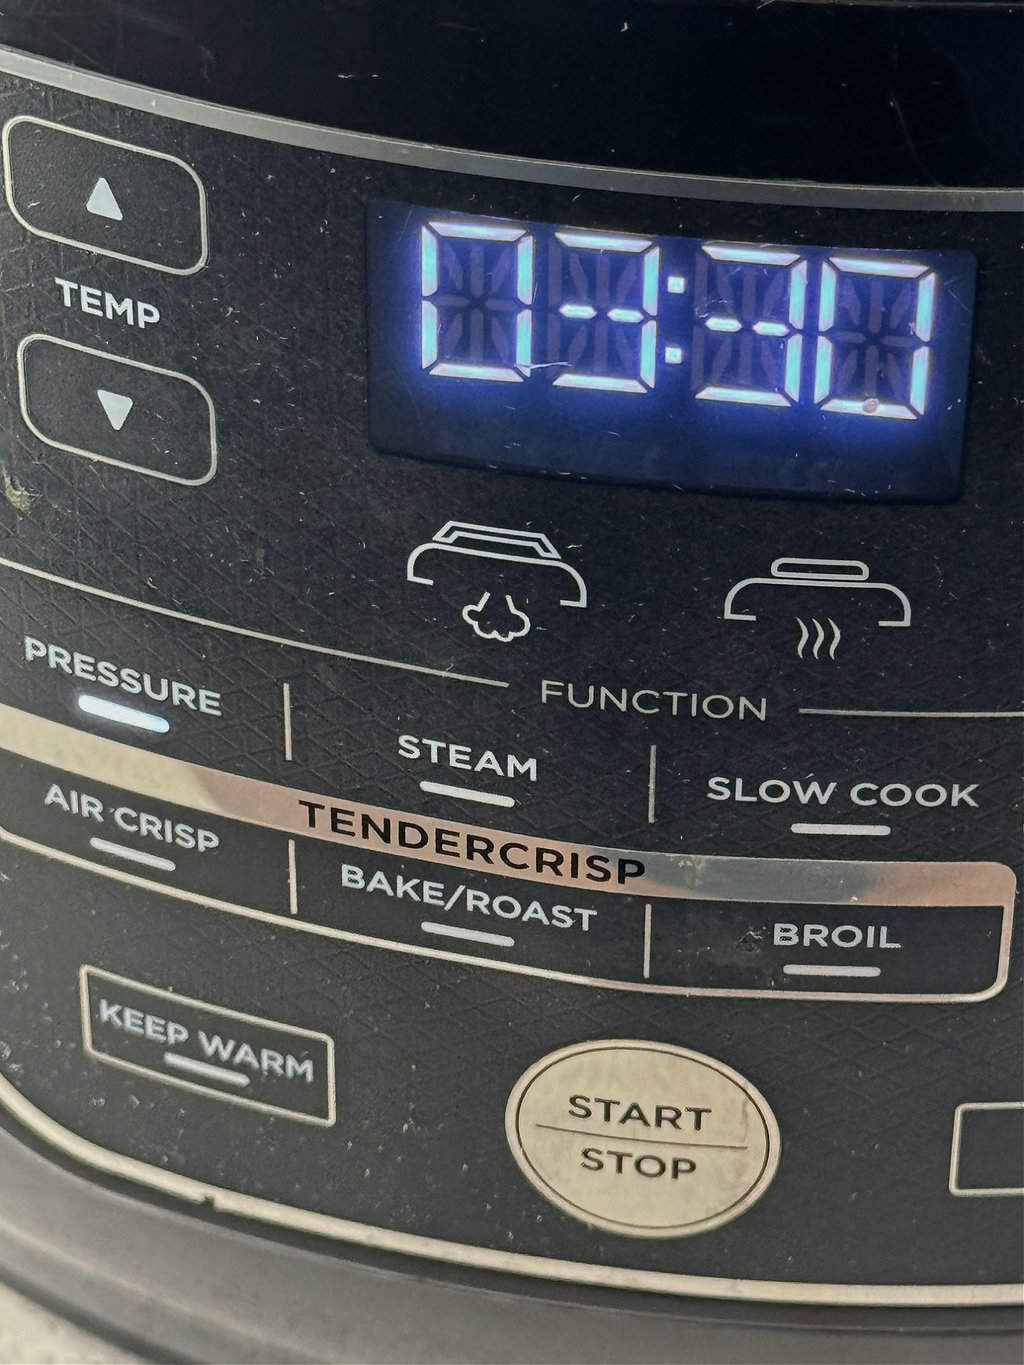 03:30
TEMP
FUNCTION
PRESSURE
STEAM
SLOW COOK
TENDERCRISP
AIR CRISP
BAKE/ROAST
BROIL
KEEP WARM
START
STOP